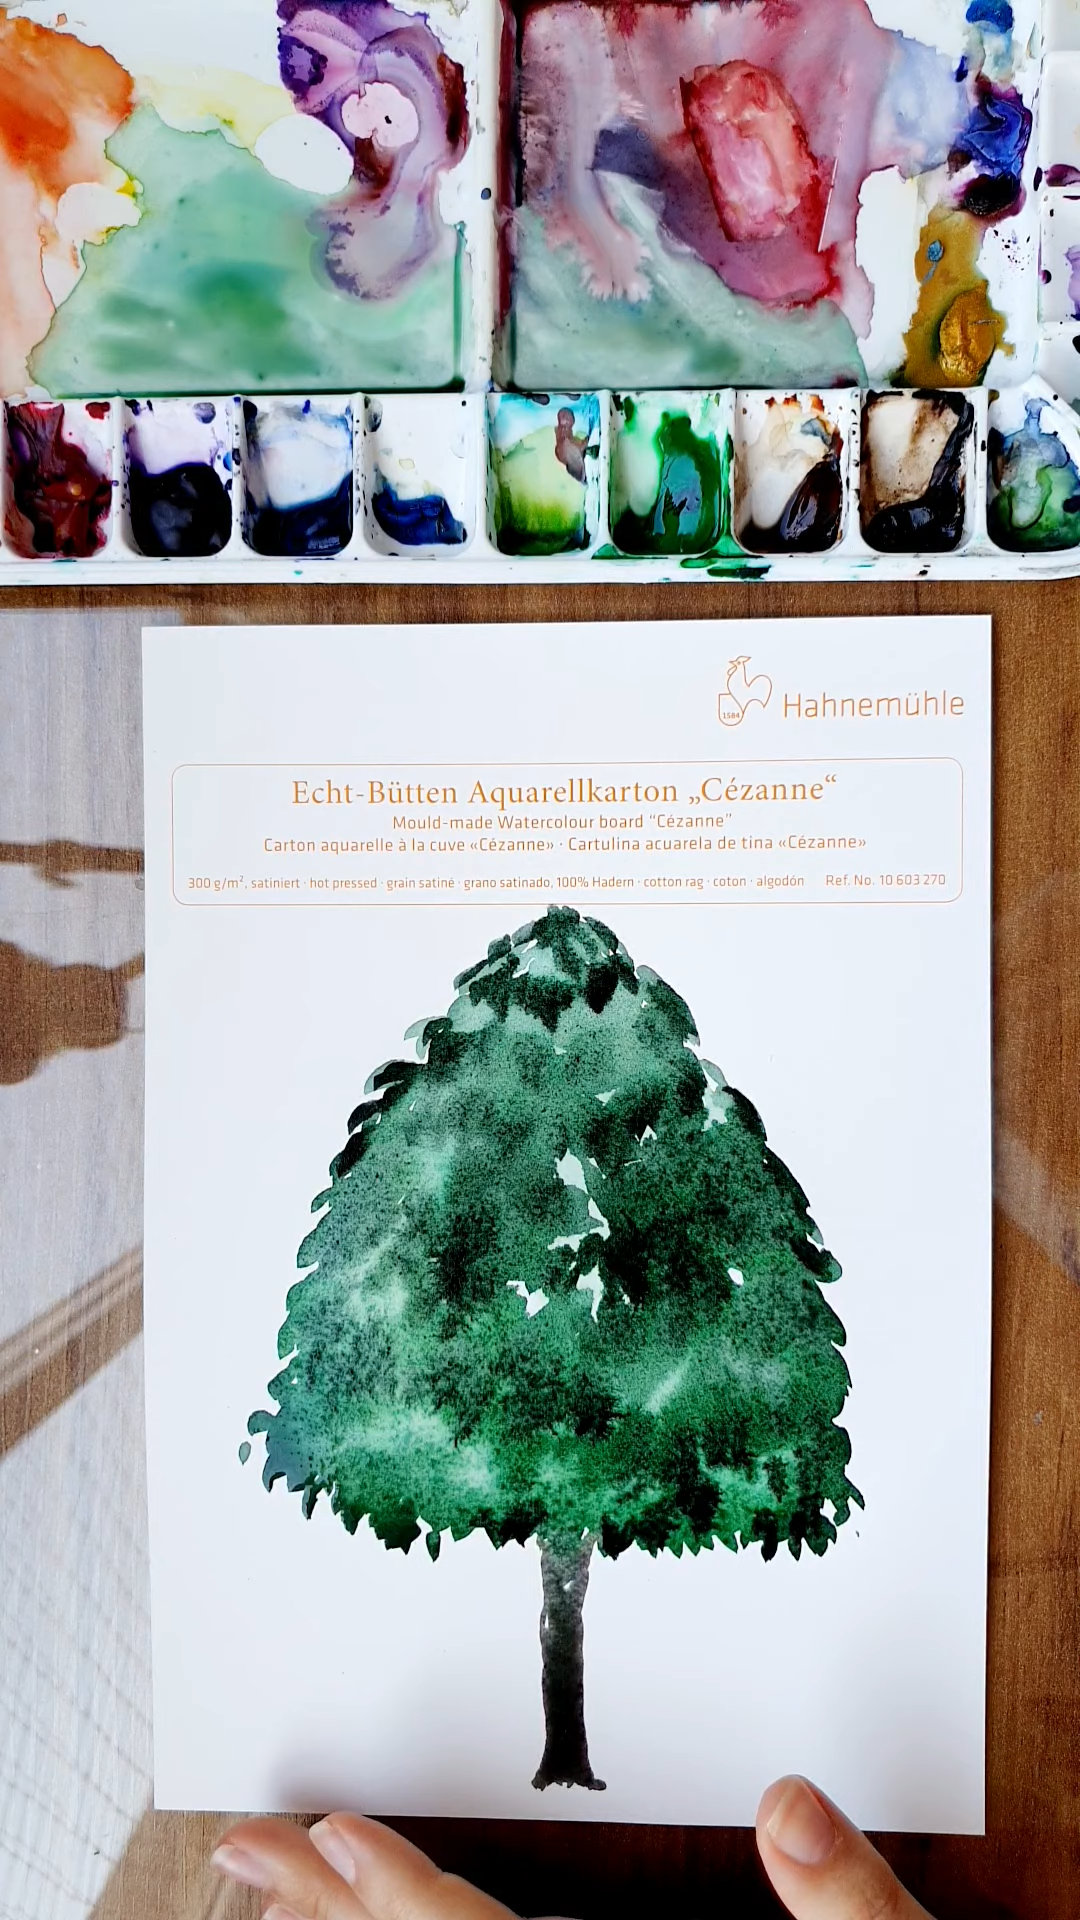 1584
Hahnemühle
Echt-Bütten Aquarellkarton „Cézanne“
Mould-made Watercolour board “Cézanne”
Carton aquarelle à la cuve «Cézanne» · Cartulina acuarela de tina «Cézanne»
300 g/m², satiniert · hot pressed · grain satiné · grano satinado, 100% Hadern · cotton rag · coton · algodón Ref. No. 10 603 270